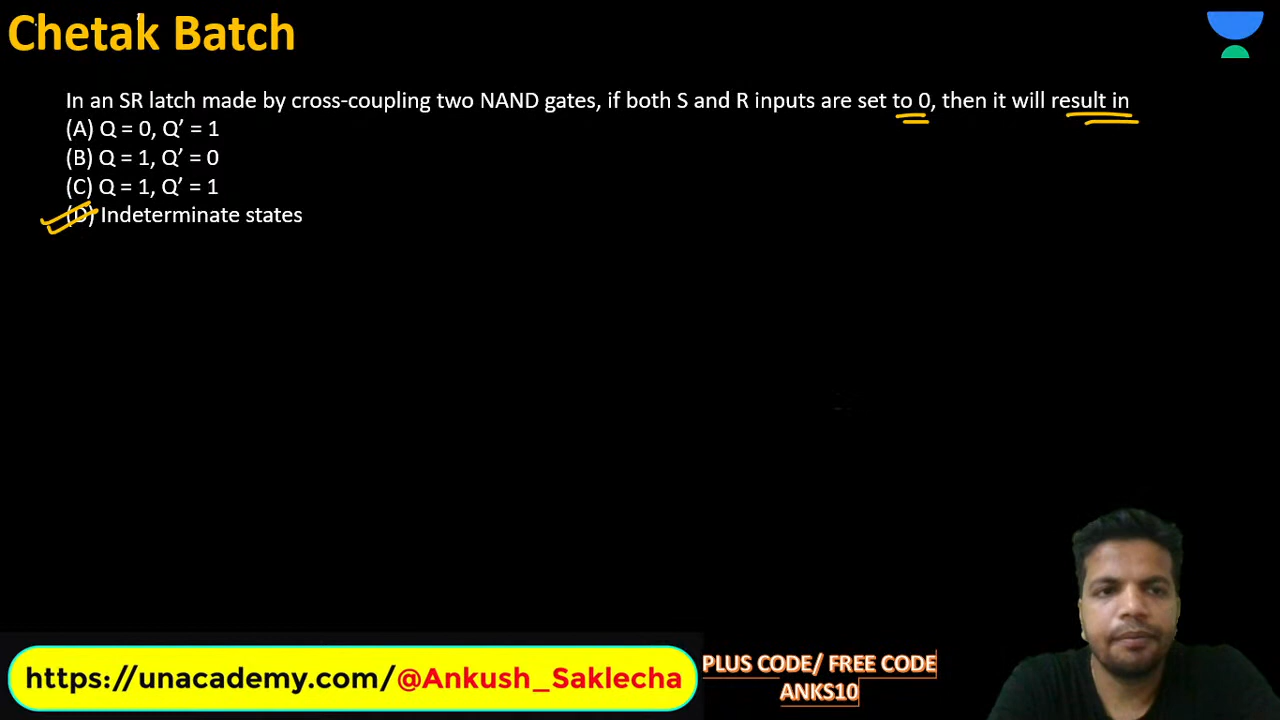 Chetak Batch
In an SR latch made by cross-coupling two NAND gates, if both S and R inputs are set to 0, then it will result in
(A) Q = 0, Q’ = 1
(B) Q = 1, Q’ = 0
(C) Q = 1, Q’ = 1
(D) Indeterminate states
https://unacademy.com/@Ankush_Saklecha
PLUS CODE/ FREE CODE
ANKS10